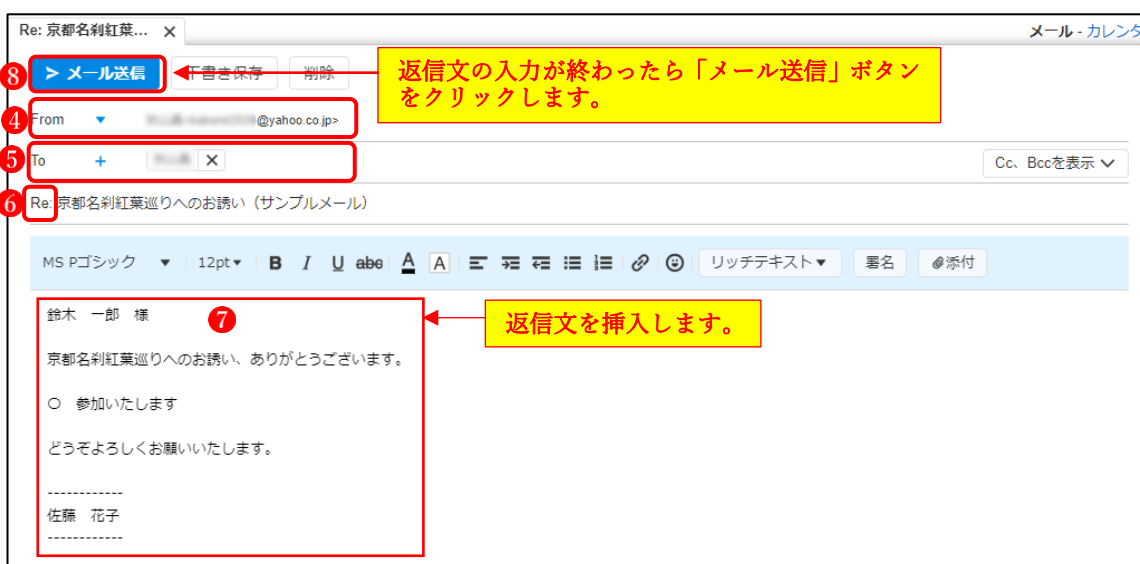 Re: 京都名刹紅葉... ×
メール - カレンダ
8 > メール送信 下書き保存 削除
返信文の入力が終わったら「メール送信」ボタン
をクリックします。
4 From ▼ @yahoo.co.jp>
5 To + ×
Cc、Bccを表示
6 Re: 京都名刹紅葉巡りへのお誘い（サンプルメール）
MS Pゴシック ▼ 12pt▼ B I U abc A A リッチテキスト▼ 署名 添付
鈴木　一郎　様
7
返信文を挿入します。
京都名刹紅葉巡りへのお誘い、ありがとうございます。
〇　参加いたします
どうぞよろしくお願いいたします。
------------
佐藤　花子
------------